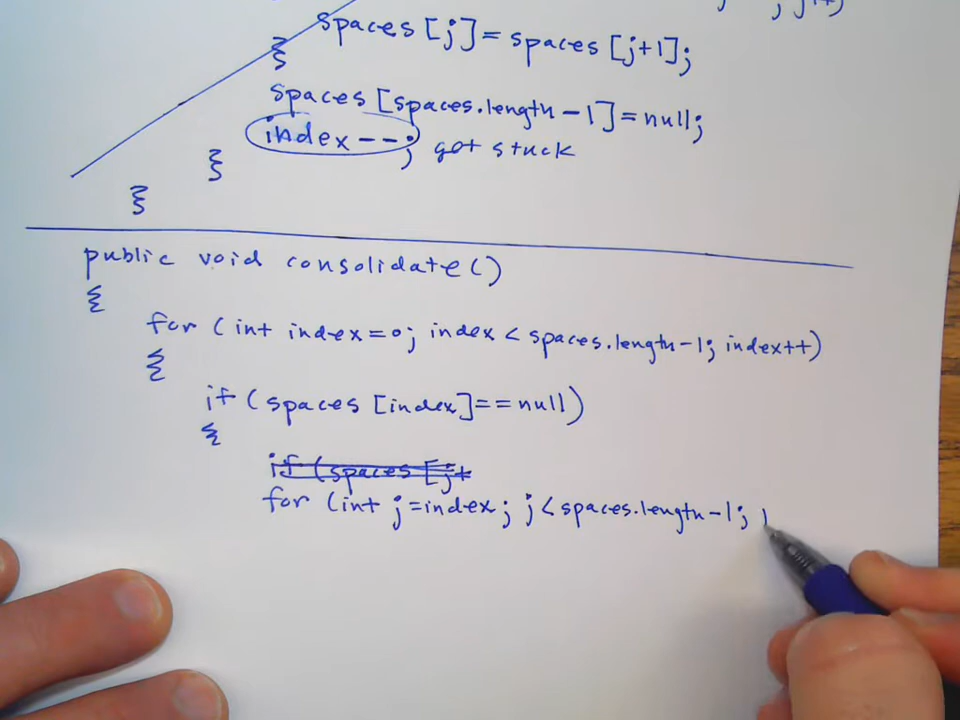 ; j++)
spaces [j] = spaces [j+1];
}
spaces [spaces.length-1] = null;
index--; got stuck
}
}
public void consolidate()
{
for (int index=0; index < spaces.length-1; index++)
{
if (spaces [index]==null)
{
if (spaces [j+
for (int j=index; j<spaces.length-1;